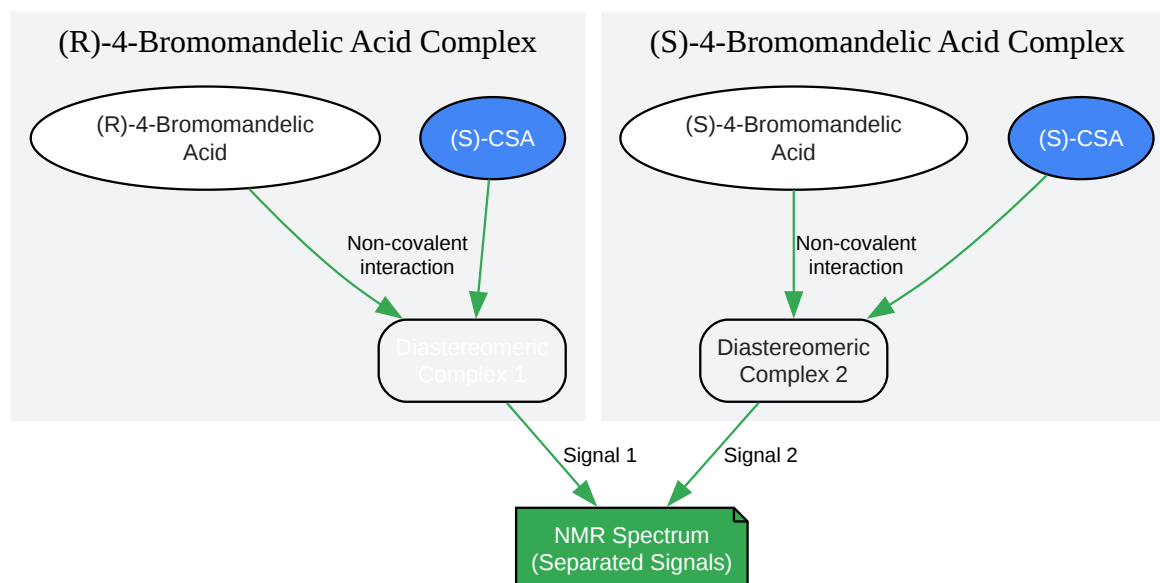 (R)-4-Bromomandelic Acid Complex
(S)-4-Bromomandelic Acid Complex
(R)-4-Bromomandelic
Acid
(S)-CSA
(S)-4-Bromomandelic
Acid
(S)-CSA
Non-covalent
interaction
Non-covalent
interaction
Diastereomeric
Complex 1
Diastereomeric
Complex 2
Signal 1
Signal 2
NMR Spectrum
(Separated Signals)